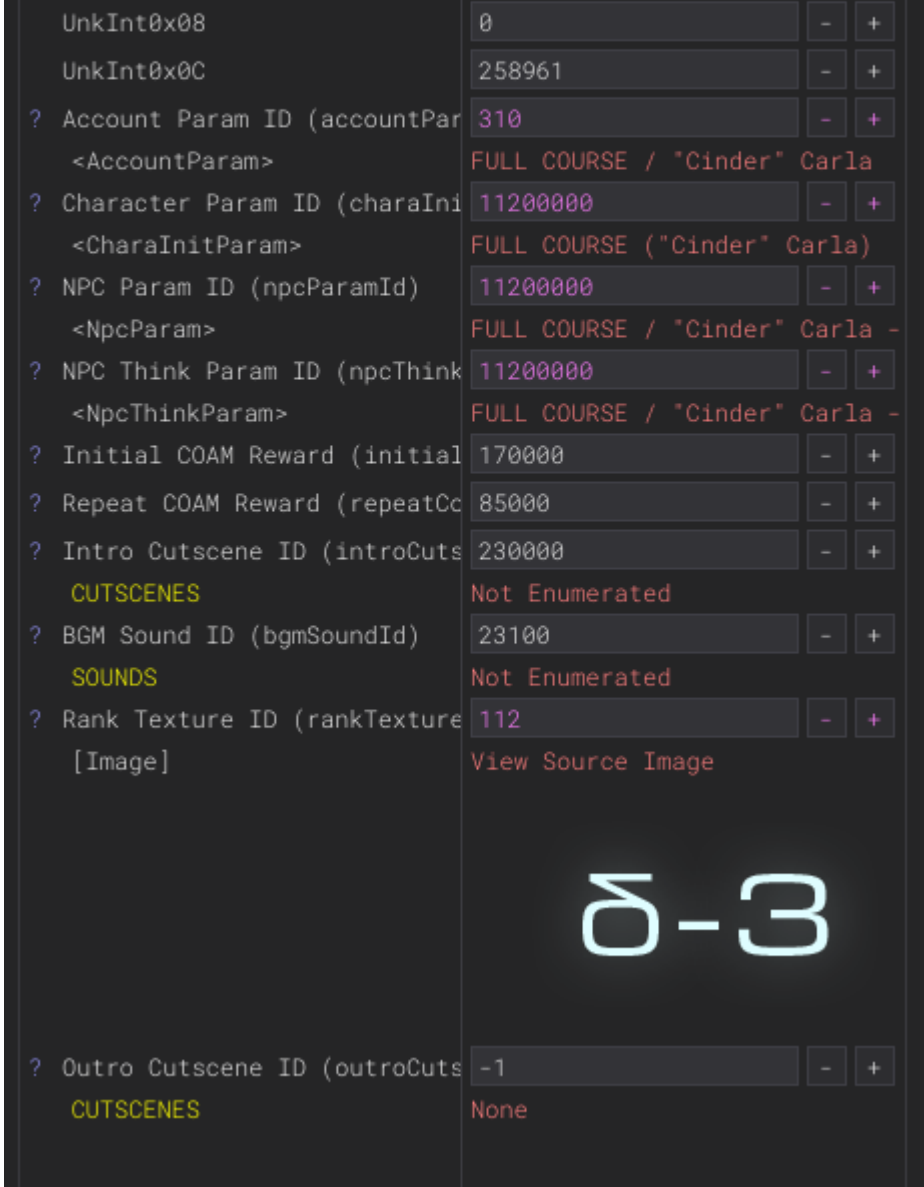 UnkInt0x08 0 - +
UnkInt0x0C 258961 - +
? Account Param ID (accountPar 310 - +
<AccountParam> FULL COURSE / "Cinder" Carla
? Character Param ID (charaIni 11200000 - +
<CharaInitParam> FULL COURSE ("Cinder" Carla)
? NPC Param ID (npcParamId) 11200000 - +
<NpcParam> FULL COURSE / "Cinder" Carla -
? NPC Think Param ID (npcThink 11200000 - +
<NpcThinkParam> FULL COURSE / "Cinder" Carla -
? Initial COAM Reward (initial 170000 - +
? Repeat COAM Reward (repeatCo 85000 - +
? Intro Cutscene ID (introCuts 230000 - +
CUTSCENES Not Enumerated
? BGM Sound ID (bgmSoundId) 23100 - +
SOUNDS Not Enumerated
? Rank Texture ID (rankTexture 112 - +
[Image] View Source Image
δ-3
? Outro Cutscene ID (outroCuts -1 - +
CUTSCENES None